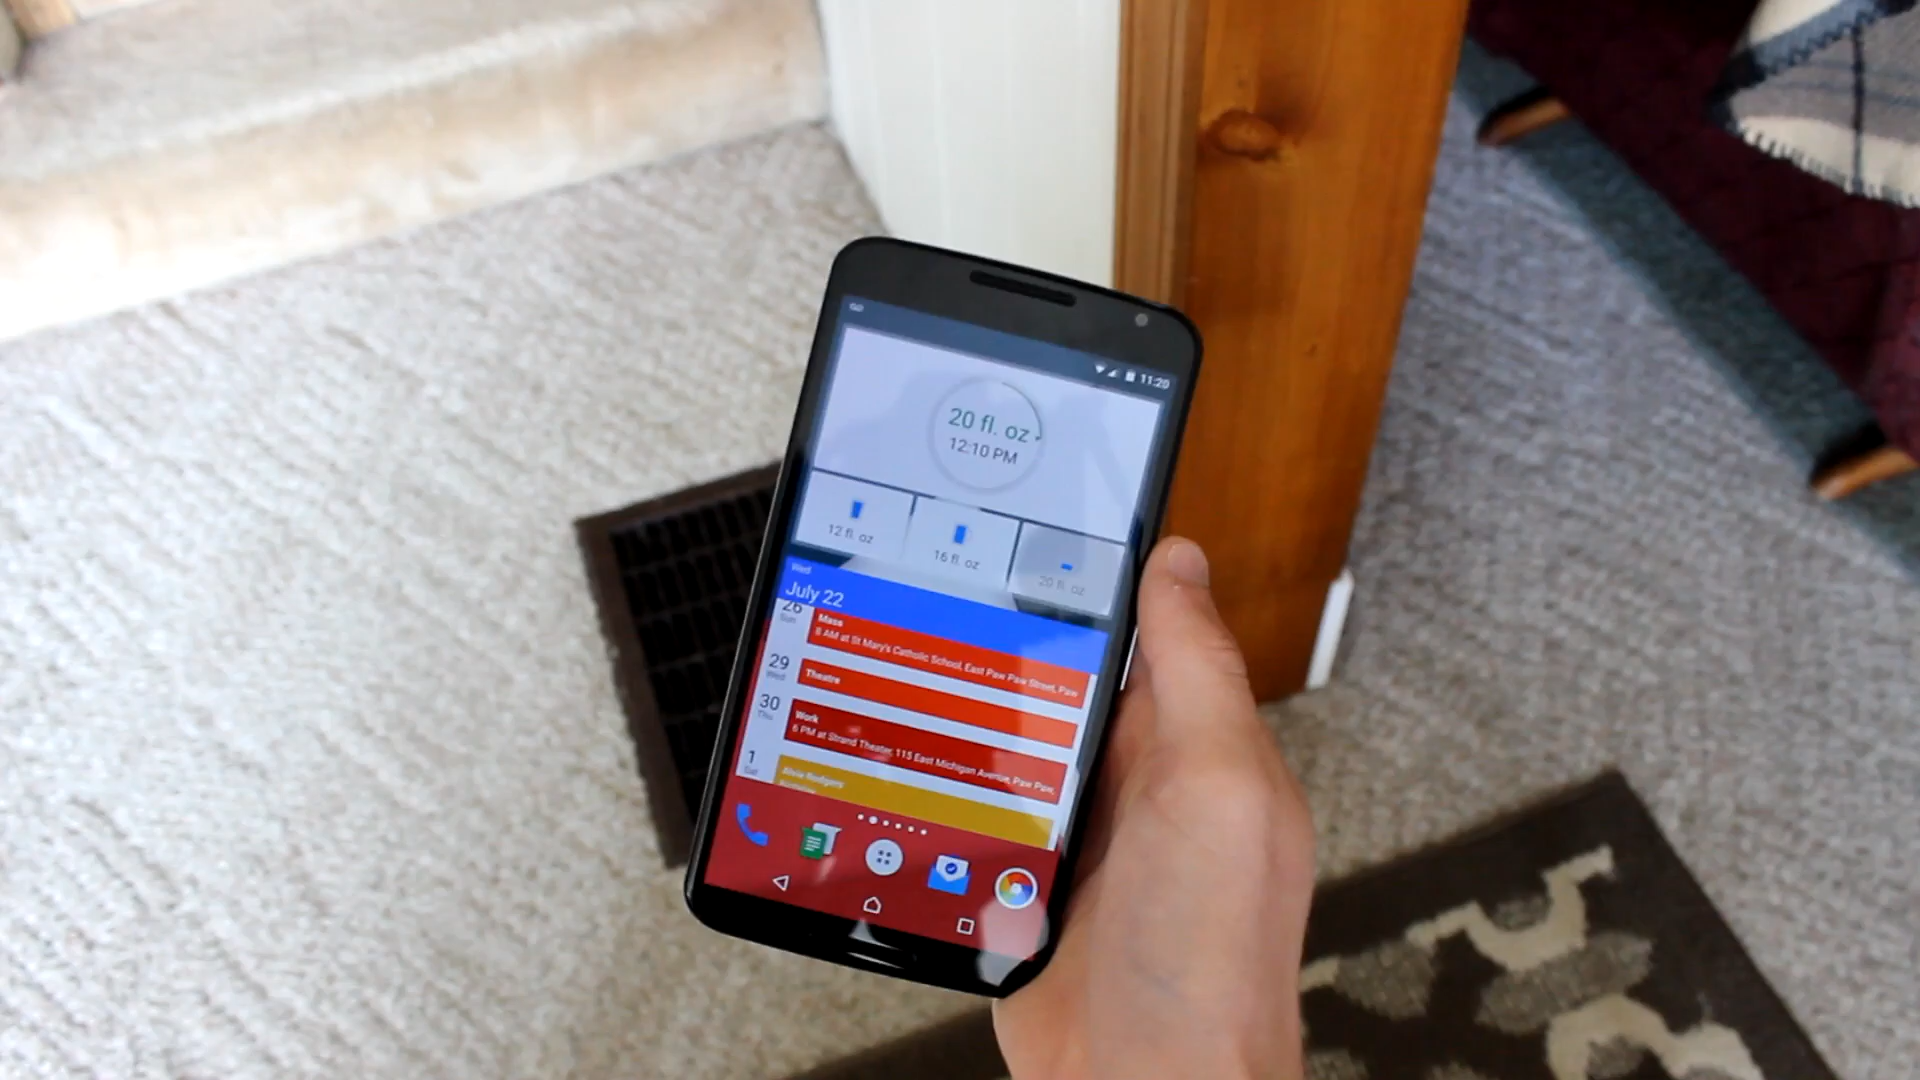 11:20
20 fl. oz
12:10 PM
12 fl. oz
16 fl. oz
20 fl. oz
Wed
July 22
26
Sun
Mass
8 AM at St Mary's Catholic School, East Paw Paw Street, Paw
29
Wed
Theatre
30
Thu
Work
6 PM at Strand Theater, 115 East Michigan Avenue, Paw Paw,
1
Sat
Rodgers